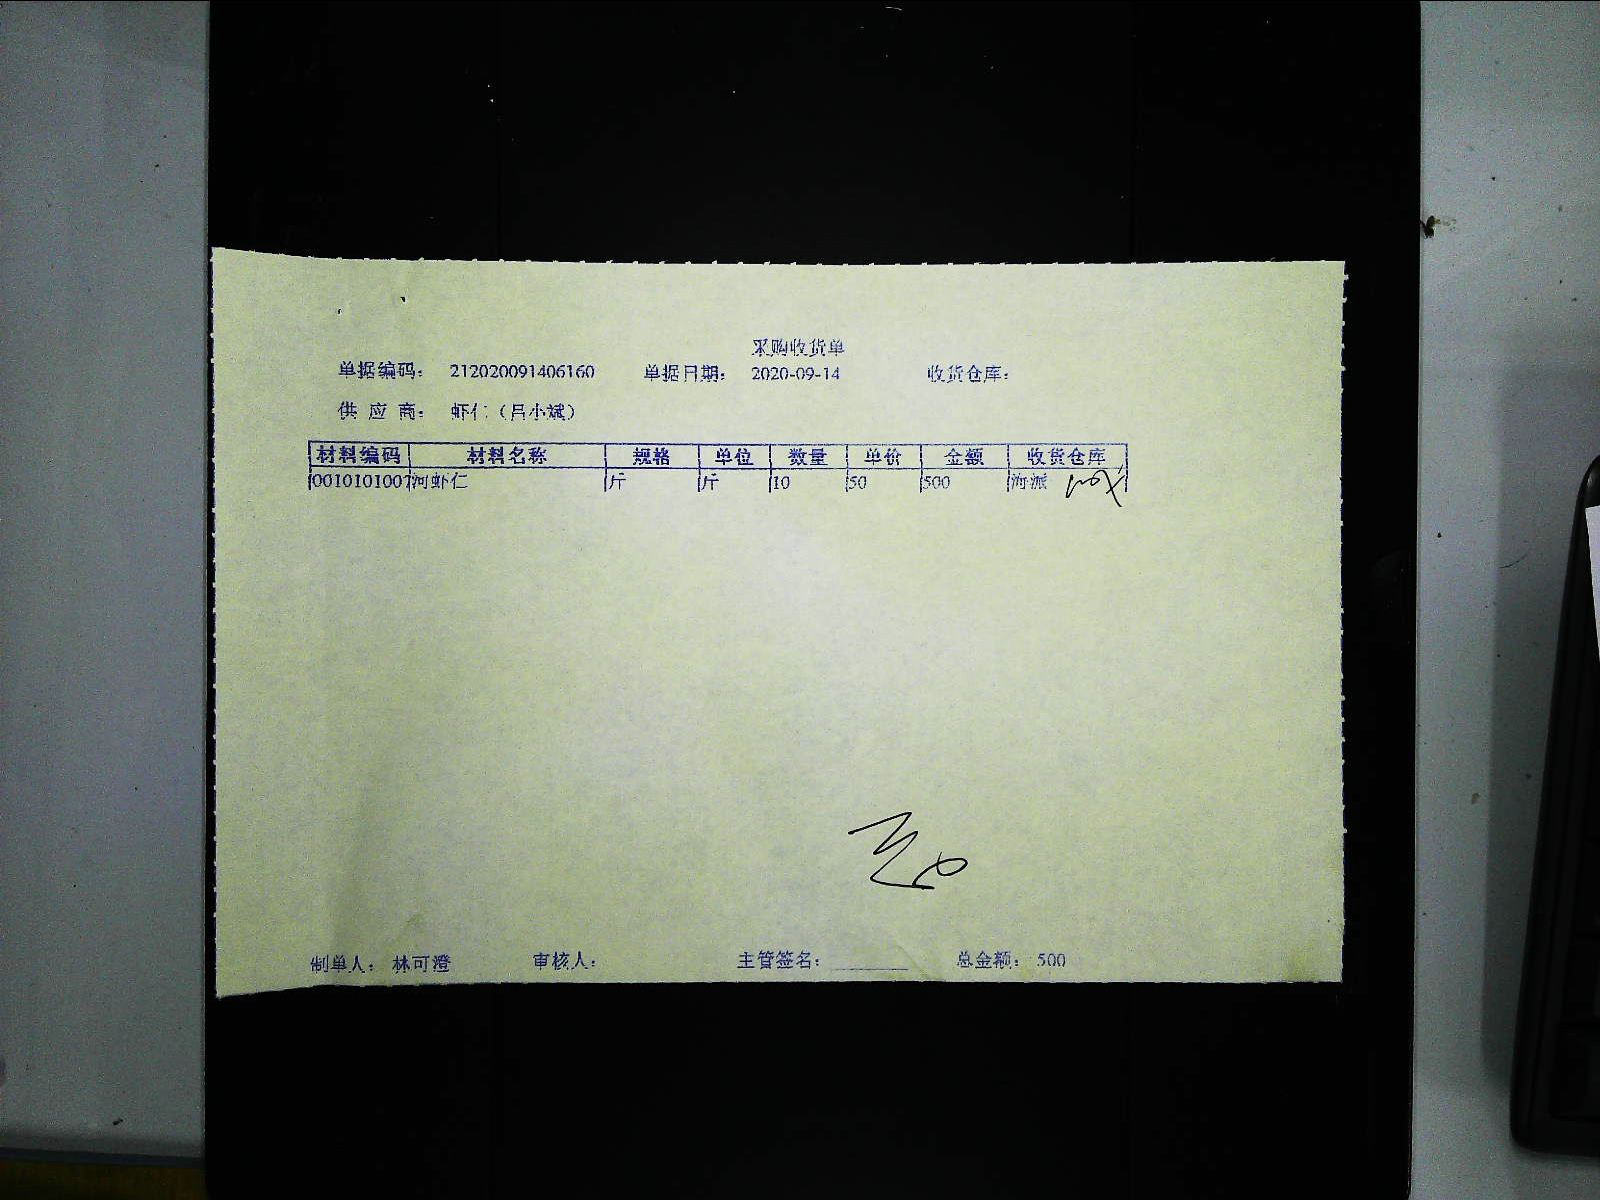 采购收货单
单据编码： 212020091406160 单据日期： 2020-09-14 收货仓库：
供 应 商： 虾仁（吕小斌）
材料编码 材料名称 规格 单位 数量 单价 金额 收货仓库
0010101007 河虾仁 斤 斤 10 50 500 海派
制单人： 林可澄 审核人： 主管签名： ________ 总金额： 500